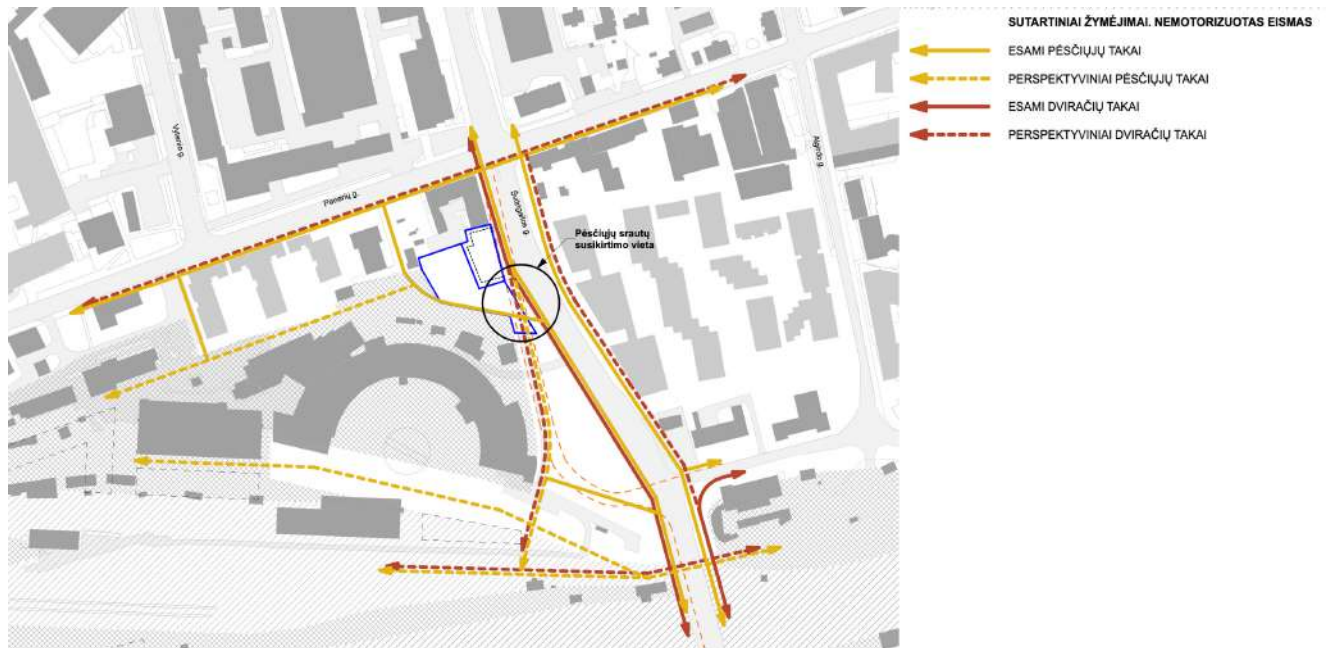 SUTARTINIAI ŽYMĖJIMAI. NEMOTORIZUOTAS EISMAS
ESAMI PĖSČIŲJŲ TAKAI
PERSPEKTYVINIAI PĖSČIŲJŲ TAKAI
ESAMI DVIRAČIŲ TAKAI
PERSPEKTYVINIAI DVIRAČIŲ TAKAI
Vytenio g.
Algirdo g.
Panerių g.
Švitrigailos g.
Pėsčiųjų srautų
susikirtimo vieta